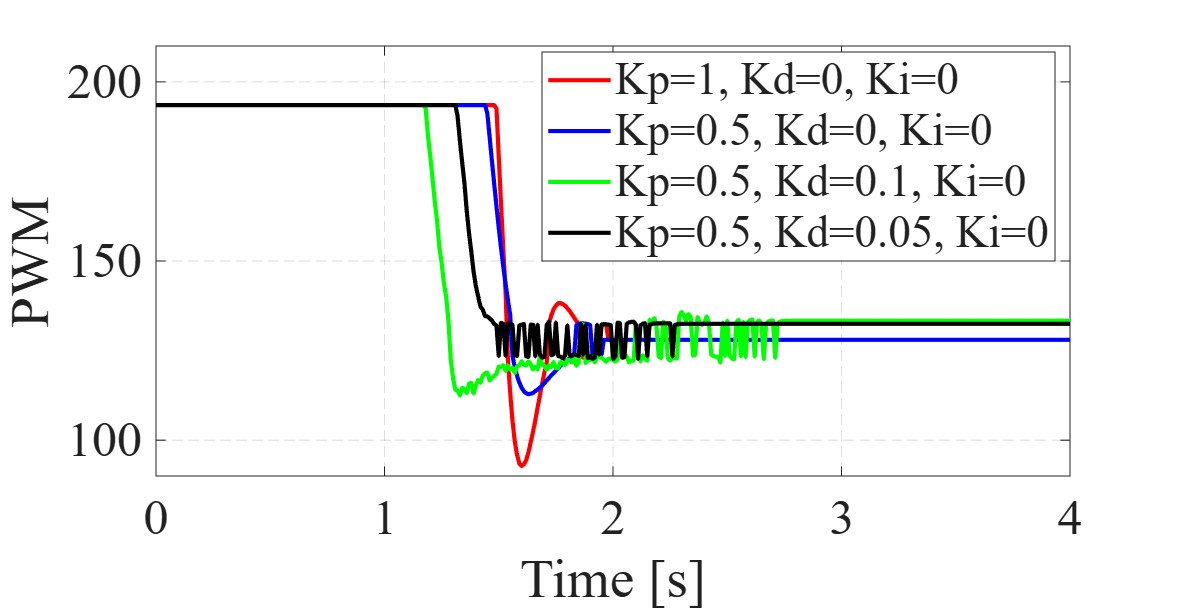 200
150
100
PWM
Kp=1, Kd=0, Ki=0
Kp=0.5, Kd=0, Ki=0
Kp=0.5, Kd=0.1, Ki=0
Kp=0.5, Kd=0.05, Ki=0
0 1 2 3 4
Time [s]